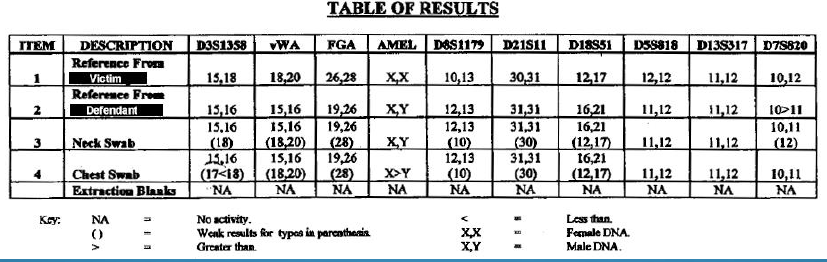 TABLE OF RESULTS
ITEM DESCRIPTION D3S1358 vWA FGA AMEL D8S1179 D21S11 D18S51 D5S818 D13S317 D7S820
Reference From
1 Victim 15,18 18,20 26,28 X,X 10,13 30,31 12,17 12,12 11,12 10,12
Reference From
2 Defendant 15,16 15,16 19,26 X,Y 12,13 31,31 16,21 11,12 11,12 10>11
15,16 15,16 19,26 12,13 31,31 16,21 10,11
3 Neck Swab (18) (18,20) (28) X,Y (10) (30) (12,17) 11,12 11,12 (12)
15,16 15,16 19,26 12,13 31,31 16,21
4 Chest Swab (17<18) (18,20) (28) X>Y (10) (30) (12,17) 11,12 11,12 10,11
Extraction Blanks NA NA NA NA NA NA NA NA NA NA
Key: NA = No activity. < = Less than.
( ) = Weak results for types in parenthesis. X,X = Female DNA.
> = Greater than. X,Y = Male DNA.